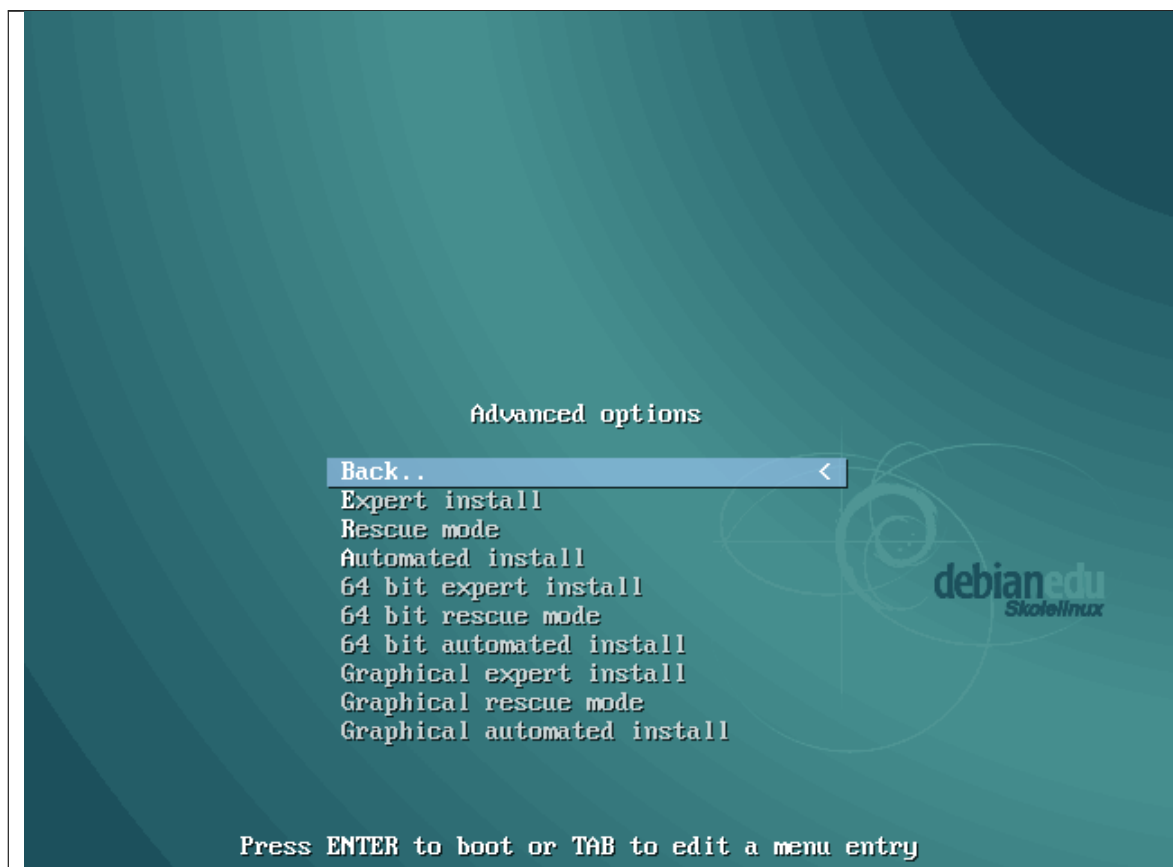 Advanced options
Back.. <
Expert install
Rescue mode
Automated install
64 bit expert install
64 bit rescue mode
64 bit automated install
Graphical expert install
Graphical rescue mode
Graphical automated install
debianedu
Skolelinux
Press ENTER to boot or TAB to edit a menu entry